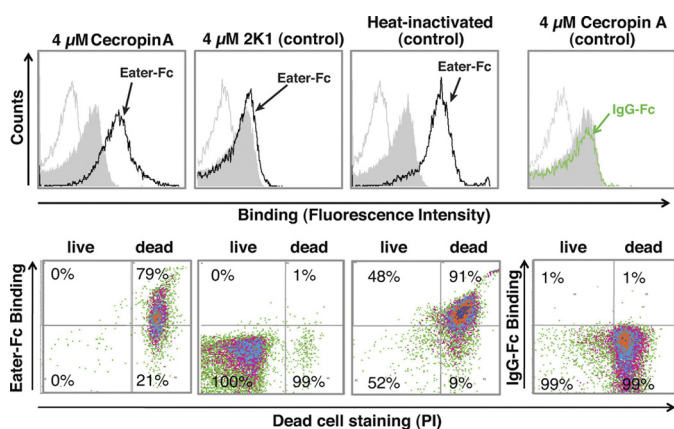 4 µM Cecropin A
4 µM 2K1 (control)
Heat-inactivated
(control)
4 µM Cecropin A
(control)
Eater-Fc
Eater-Fc
Eater-Fc
IgG-Fc
Counts
Binding (Fluorescence Intensity)
live dead
live dead
live dead
live dead
0% 79%
0% 1%
48% 91%
1% 1%
Eater-Fc Binding
IgG-Fc Binding
0% 21%
100% 99%
52% 9%
99% 99%
Dead cell staining (PI)